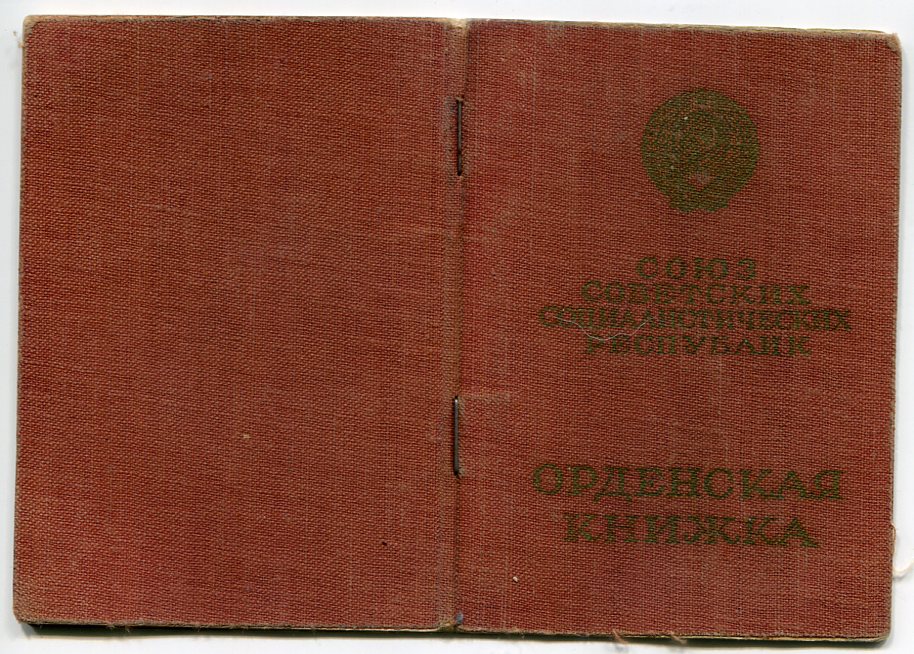 СОЮЗ
СОВЕТСКИХ
СОЦИАЛИСТИЧЕСКИХ
РЕСПУБЛИК
ОРДЕНСКАЯ
КНИЖКА